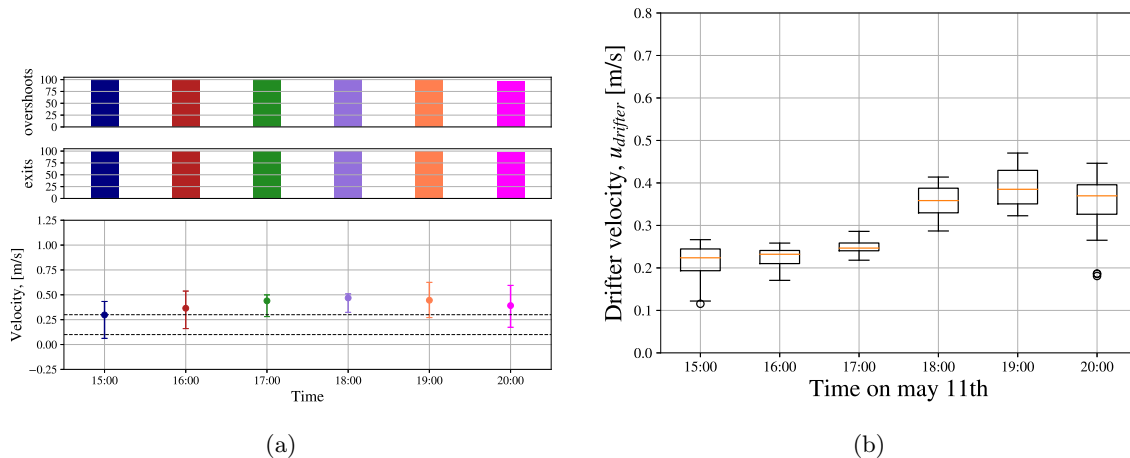 overshoots
100
75
50
25
0
exits
100
75
50
25
0
Velocity, [m/s]
1.25
1.00
0.75
0.50
0.25
0.00
−0.25
15:00 16:00 17:00 18:00 19:00 20:00
Time
(a)
Drifter velocity, u_drifter [m/s]
0.8
0.7
0.6
0.5
0.4
0.3
0.2
0.1
0.0
15:00 16:00 17:00 18:00 19:00 20:00
Time on may 11th
(b)